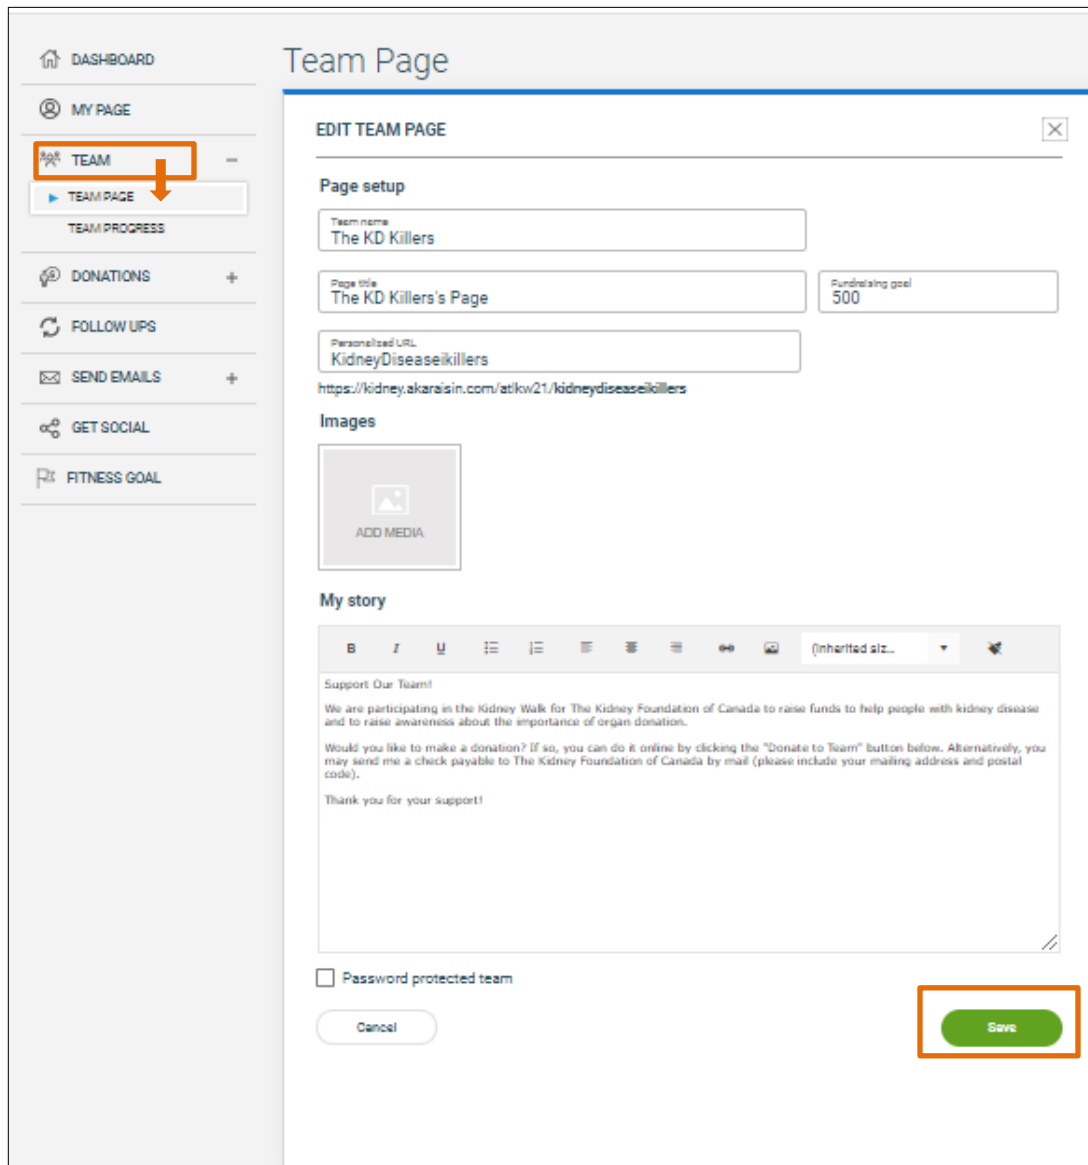 DASHBOARD
MY PAGE
TEAM
TEAM PAGE
TEAM PROGRESS
DONATIONS
FOLLOW UPS
SEND EMAILS
GET SOCIAL
FITNESS GOAL
Team Page
EDIT TEAM PAGE
Page setup
Team name
The KD Killers
Page title
The KD Killers's Page
Fundraising goal
500
Personalized URL
KidneyDiseaseikillers
https://kidney.akaraisin.com/atlkw21/kidneydiseaseikillers
Images
ADD MEDIA
My story
B I U (Inherited siz...
Support Our Team!
We are participating in the Kidney Walk for The Kidney Foundation of Canada to raise funds to help people with kidney disease
and to raise awareness about the importance of organ donation.
Would you like to make a donation? If so, you can do it online by clicking the "Donate to Team" button below. Alternatively, you
may send me a check payable to The Kidney Foundation of Canada by mail (please include your mailing address and postal
code).
Thank you for your support!
Password protected team
Cancel
Save